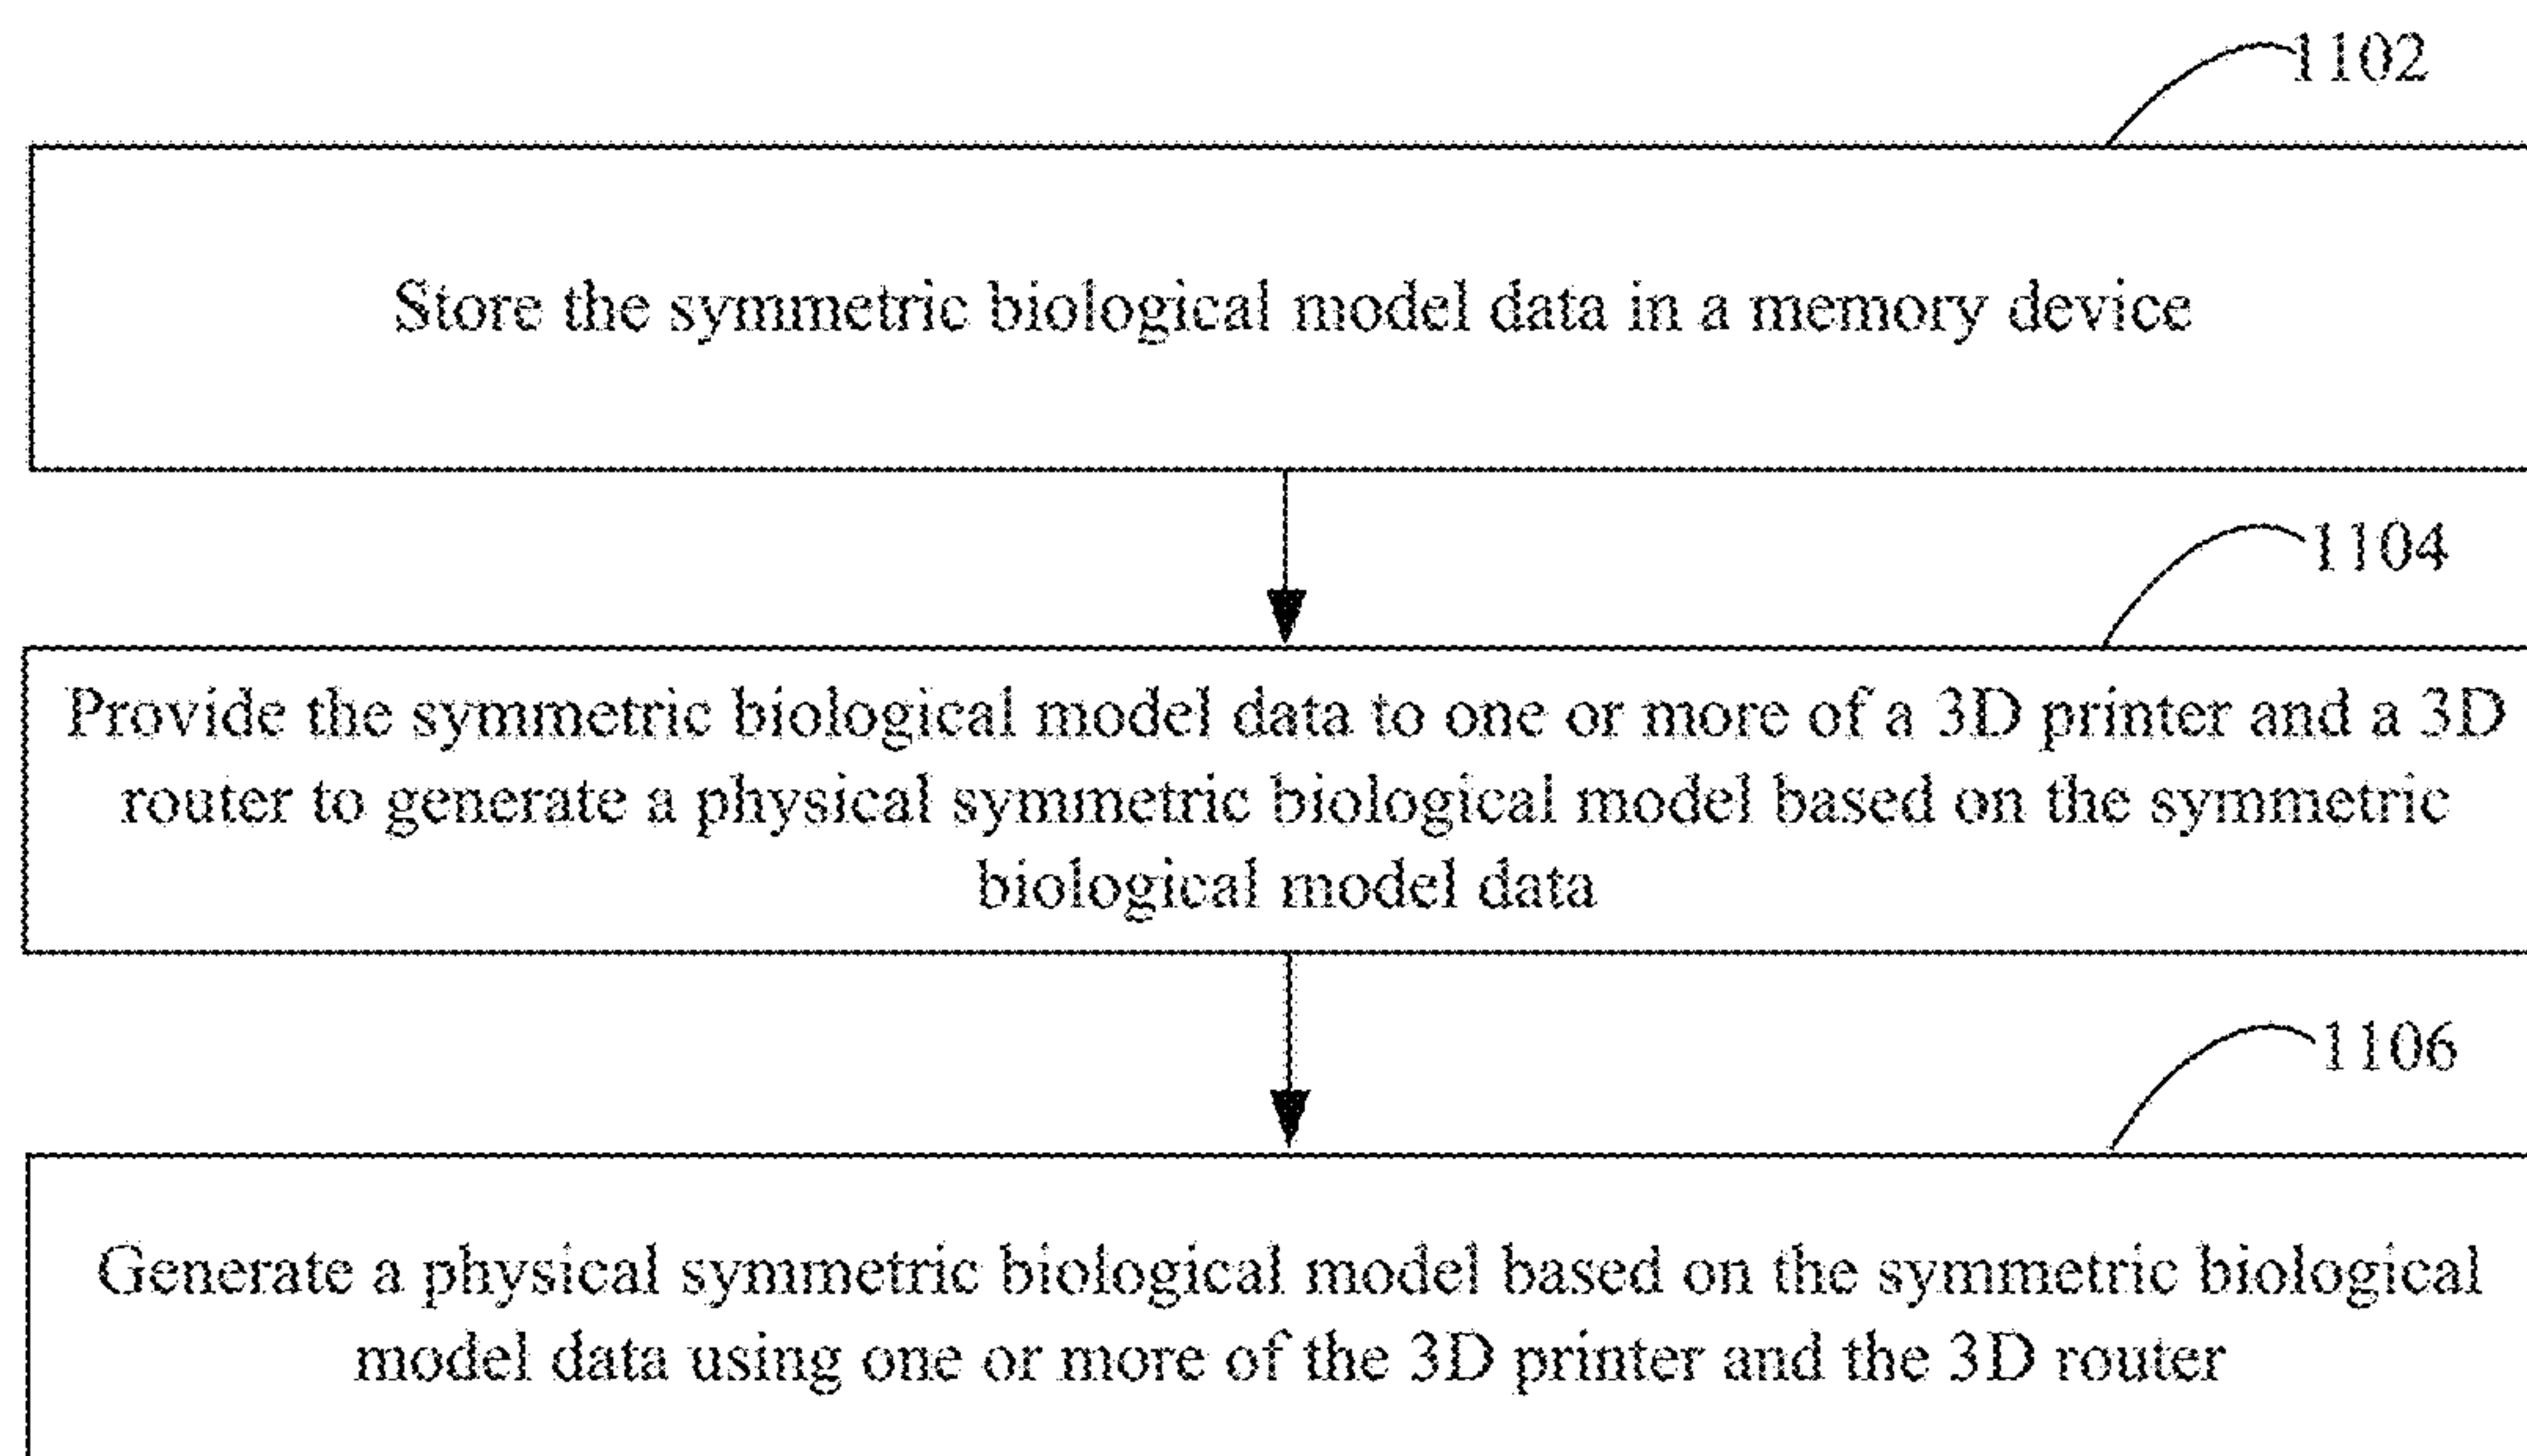 1102
Store the symmetric biological model data in a memory device
1104
Provide the symmetric biological model data to one or more of a 3D printer and a 3D
router to generate a physical symmetric biological model based on the symmetric
biological model data
1106
Generate a physical symmetric biological model based on the symmetric biological
model data using one or more of the 3D printer and the 3D router